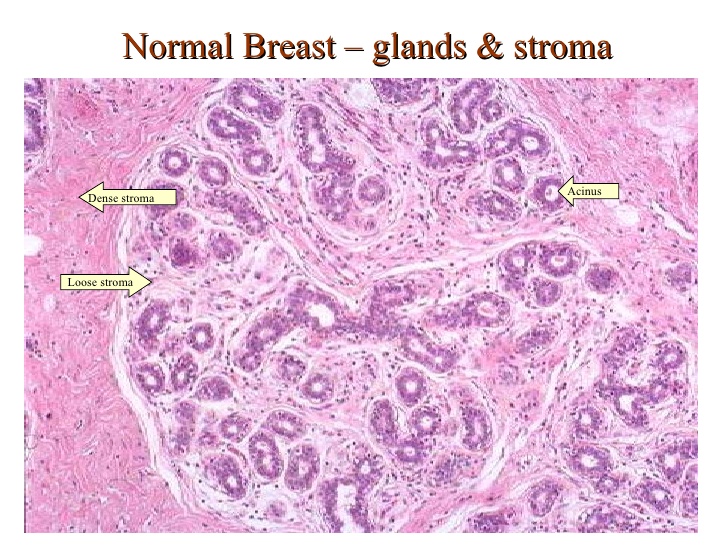 Normal Breast – glands & stroma
Dense stroma
Acinus
Loose stroma